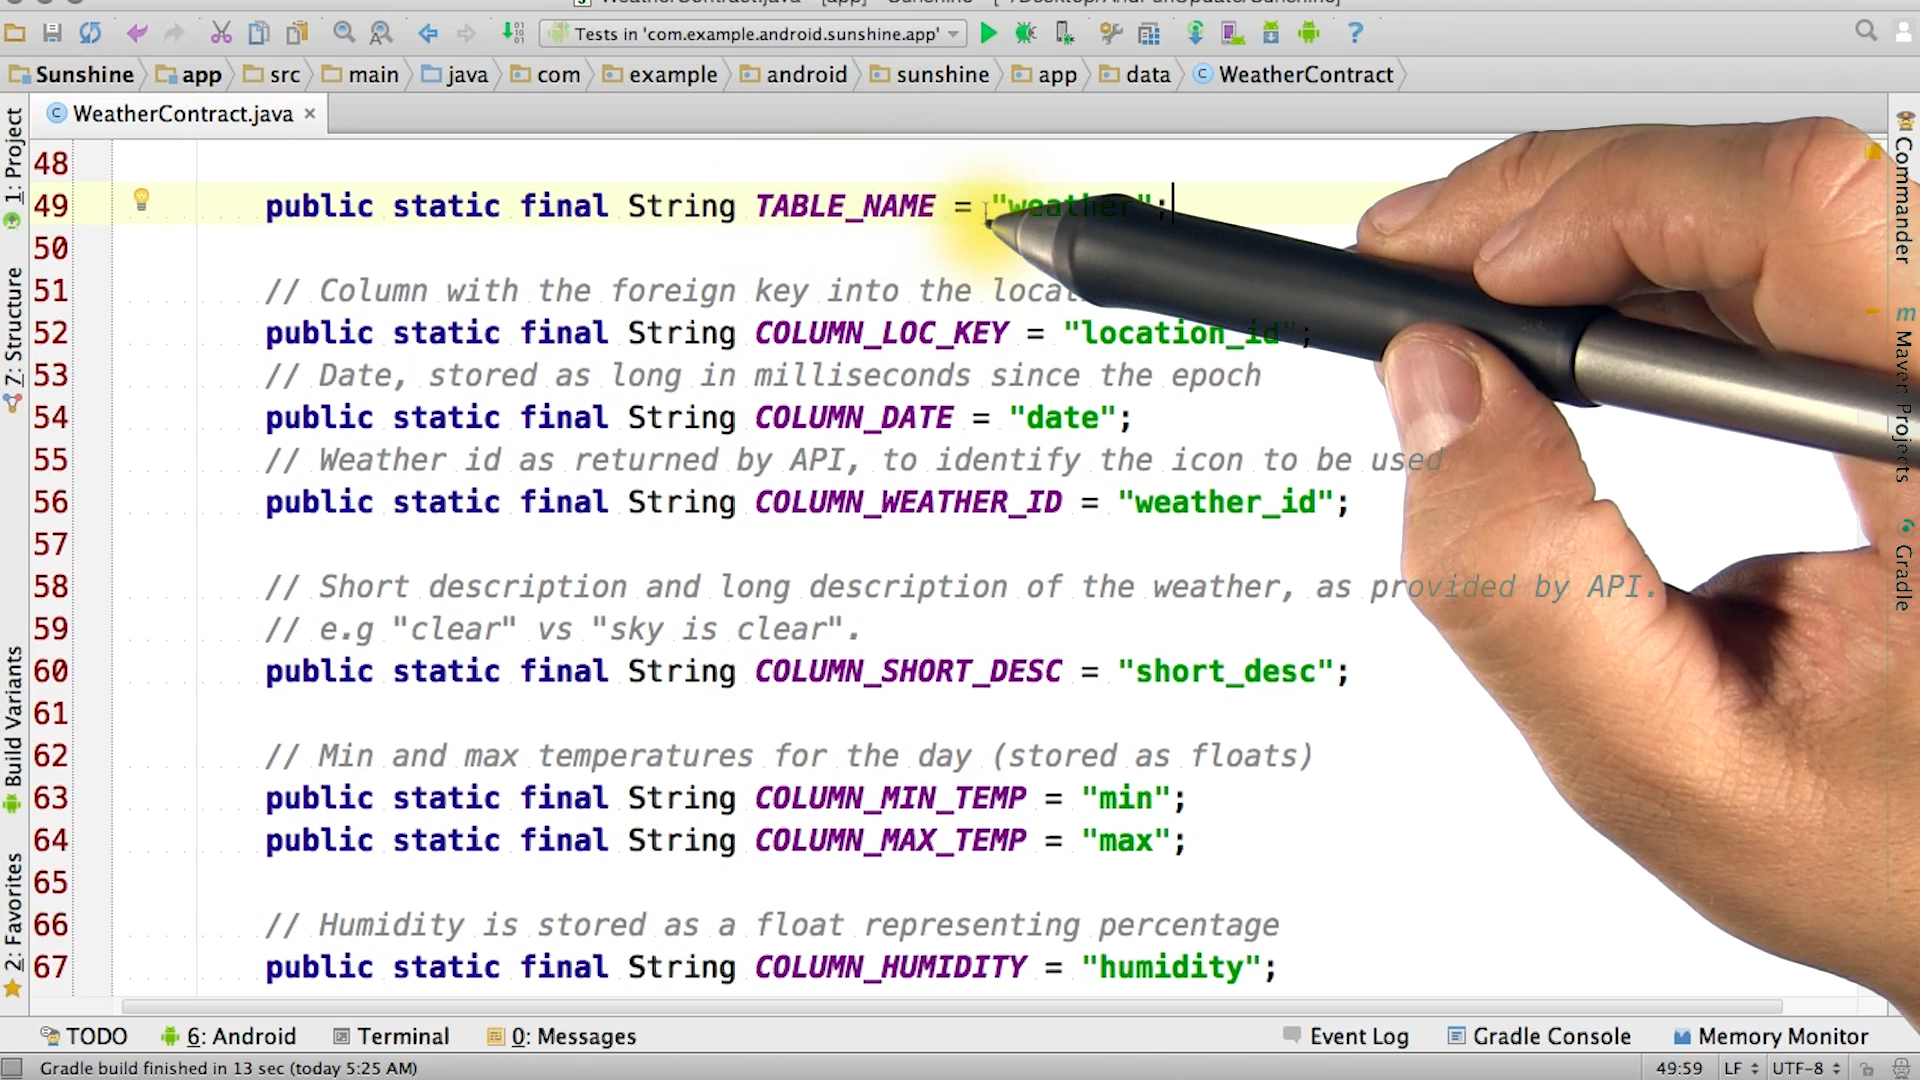 Tests in 'com.example.android.sunshine.app'
?
Sunshine app src main java com example android sunshine app data WeatherContract
WeatherContract.java
1: Project
7: Structure
Build Variants
2: Favorites
Commander
Maven Projects
Gradle
48
49 public static final String TABLE_NAME = "weather";
50
51 // Column with the foreign key into the
52 public static final String COLUMN_LOC_KEY = "location_id";
53 // Date, stored as long in milliseconds since the epoch
54 public static final String COLUMN_DATE = "date";
55 // Weather id as returned by API, to identify the icon to be used
56 public static final String COLUMN_WEATHER_ID = "weather_id";
57
58 // Short description and long description of the weather, as provided by API.
59 // e.g "clear" vs "sky is clear".
60 public static final String COLUMN_SHORT_DESC = "short_desc";
61
62 // Min and max temperatures for the day (stored as floats)
63 public static final String COLUMN_MIN_TEMP = "min";
64 public static final String COLUMN_MAX_TEMP = "max";
65
66 // Humidity is stored as a float representing percentage
67 public static final String COLUMN_HUMIDITY = "humidity";
TODO 6: Android Terminal 0: Messages Event Log Gradle Console Memory Monitor
Gradle build finished in 13 sec (today 5:25 AM) 49:59 LF UTF-8